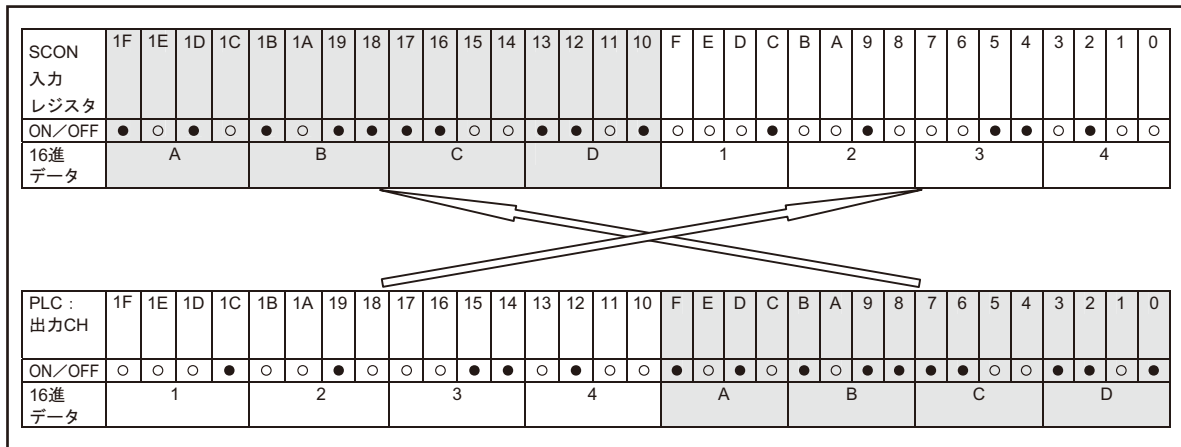 SCON 入力 レジスタ 1F 1E 1D 1C 1B 1A 19 18 17 16 15 14 13 12 11 10 F E D C B A 9 8 7 6 5 4 3 2 1 0
ON／OFF ● ○ ● ○ ● ○ ● ● ● ● ○ ○ ● ● ○ ● ○ ○ ○ ● ○ ○ ● ○ ○ ○ ● ● ○ ● ○ ○
16進 データ A B C D 1 2 3 4
PLC： 出力CH 1F 1E 1D 1C 1B 1A 19 18 17 16 15 14 13 12 11 10 F E D C B A 9 8 7 6 5 4 3 2 1 0
ON／OFF ○ ○ ○ ● ○ ○ ● ○ ○ ○ ● ● ○ ● ○ ○ ● ○ ● ○ ● ○ ● ● ● ● ○ ○ ● ● ○ ●
16進 データ 1 2 3 4 A B C D